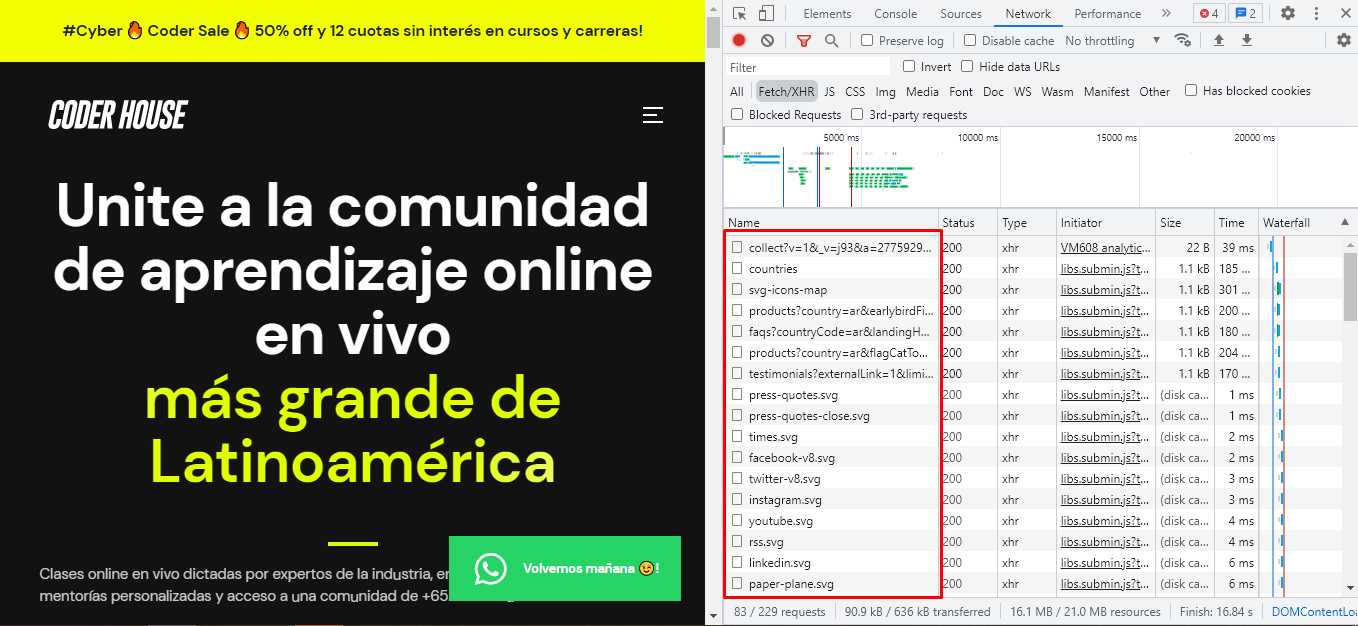 #Cyber 🔥 Coder Sale 🔥 50% off y 12 cuotas sin interés en cursos y carreras!
CODER HOUSE
Unite a la comunidad
de aprendizaje online
en vivo
más grande de
Latinoamérica
Clases online en vivo dictadas por expertos de la industria, en
mentorías personalizadas y acceso a una comunidad de +65
Volvemos mañana 😉!
Elements Console Sources Network Performance » 4 2
Preserve log Disable cache No throttling
Filter Invert Hide data URLs
All Fetch/XHR JS CSS Img Media Font Doc WS Wasm Manifest Other Has blocked cookies
Blocked Requests 3rd-party requests
5000 ms 10000 ms 15000 ms 20000 ms
Name Status Type Initiator Size Time Waterfall
collect?v=1&_v=j93&a=2775929... 200 xhr VM608 analytic... 22 B 39 ms
countries 200 xhr libs.submin.js?t... 1.1 kB 185 ...
svg-icons-map 200 xhr libs.submin.js?t... 1.1 kB 301 ...
products?country=ar&earlybirdFi... 200 xhr libs.submin.js?t... 1.1 kB 200 ...
faqs?countryCode=ar&landingH... 200 xhr libs.submin.js?t... 1.1 kB 180 ...
products?country=ar&flagCatTo... 200 xhr libs.submin.js?t... 1.1 kB 204 ...
testimonials?externalLink=1&limi... 200 xhr libs.submin.js?t... 1.1 kB 170 ...
press-quotes.svg 200 xhr libs.submin.js?t... (disk ca... 1 ms
press-quotes-close.svg 200 xhr libs.submin.js?t... (disk ca... 1 ms
times.svg 200 xhr libs.submin.js?t... (disk ca... 2 ms
facebook-v8.svg 200 xhr libs.submin.js?t... (disk ca... 2 ms
twitter-v8.svg 200 xhr libs.submin.js?t... (disk ca... 3 ms
instagram.svg 200 xhr libs.submin.js?t... (disk ca... 3 ms
youtube.svg 200 xhr libs.submin.js?t... (disk ca... 4 ms
rss.svg 200 xhr libs.submin.js?t... (disk ca... 4 ms
linkedin.svg 200 xhr libs.submin.js?t... (disk ca... 6 ms
paper-plane.svg 200 xhr libs.submin.js?t... (disk ca... 6 ms
83 / 229 requests 90.9 kB / 636 kB transferred 16.1 MB / 21.0 MB resources Finish: 16.84 s DOMContentLoa